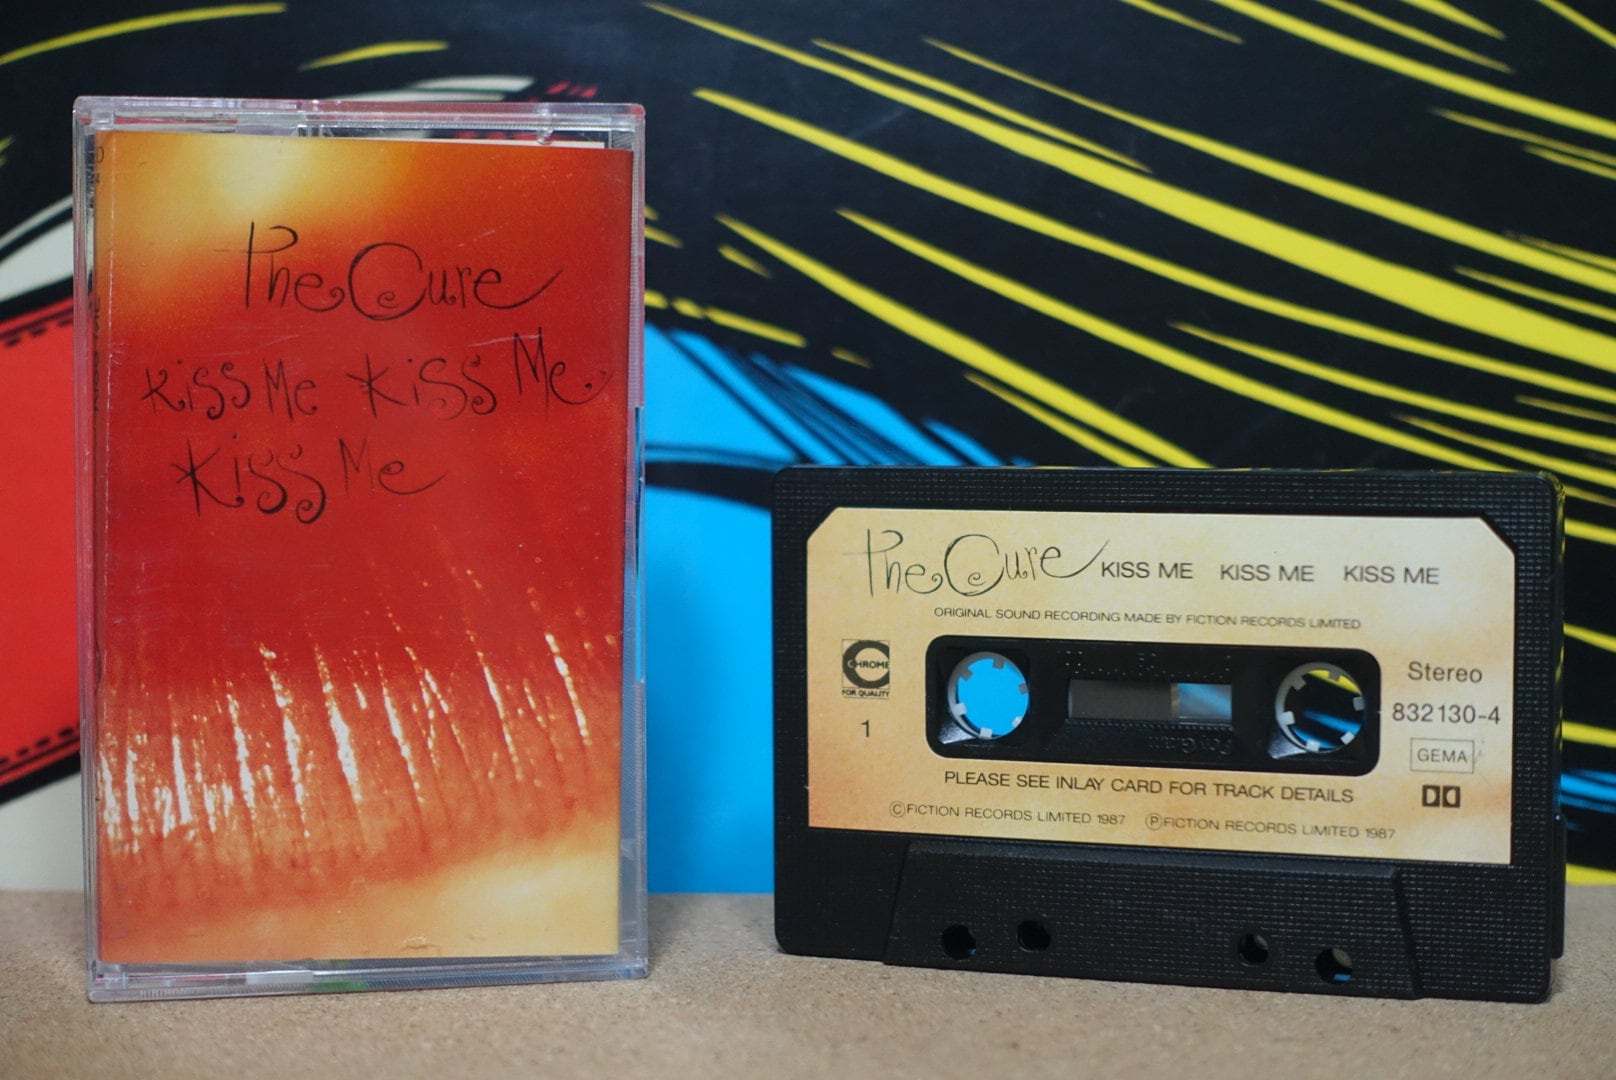 The Cure
Kiss Me Kiss Me
Kiss Me
The Cure KISS ME KISS ME KISS ME
ORIGINAL SOUND RECORDING MADE BY FICTION RECORDS LIMITED
CHROME
FOR QUALITY
1
Stereo
832 130-4
GEMA
PLEASE SEE INLAY CARD FOR TRACK DETAILS
©FICTION RECORDS LIMITED 1987 ℗FICTION RECORDS LIMITED 1987